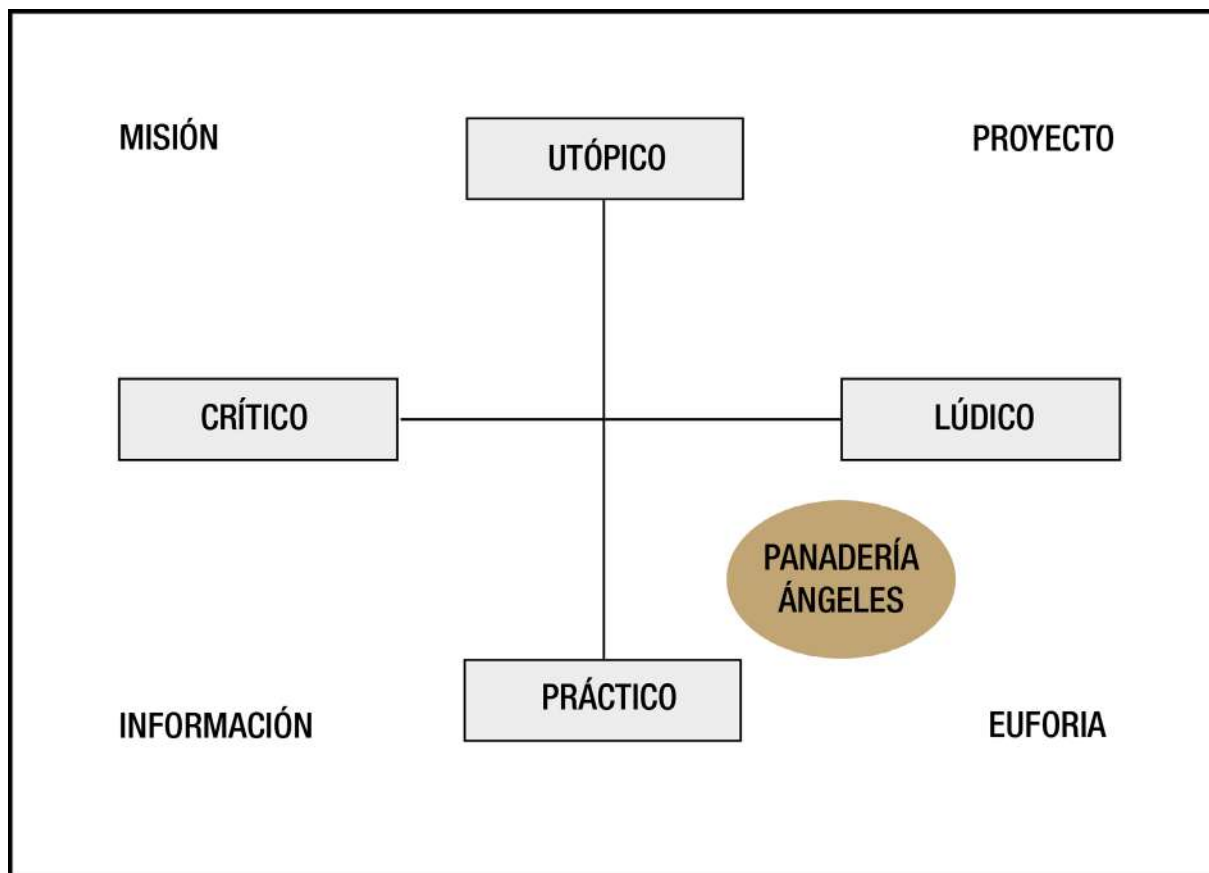 MISIÓN
UTÓPICO
PROYECTO
CRÍTICO
LÚDICO
PANADERÍA
ÁNGELES
PRÁCTICO
INFORMACIÓN
EUFORIA